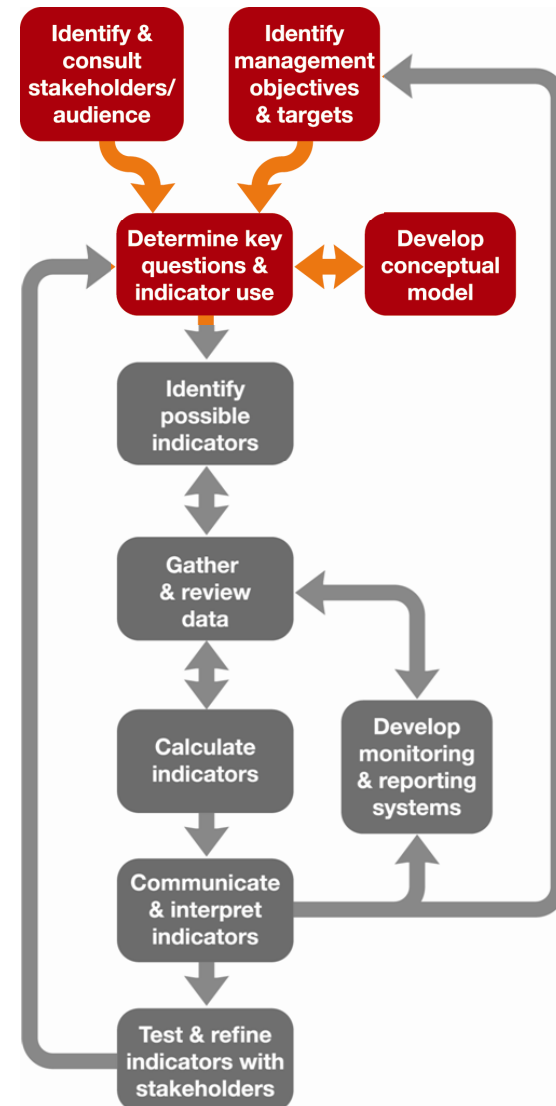 Identify &
consult
stakeholders/
audience
Identify
management
objectives
& targets
Determine key
questions &
indicator use
Develop
conceptual
model
Identify
possible
indicators
Gather
& review
data
Calculate
indicators
Develop
monitoring
& reporting
systems
Communicate
& interpret
indicators
Test & refine
indicators with
stakeholders